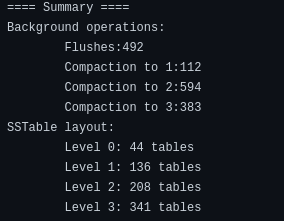 ==== Summary ====
Background operations:
        Flushes:492
        Compaction to 1:112
        Compaction to 2:594
        Compaction to 3:383
SSTable layout:
        Level 0: 44 tables
        Level 1: 136 tables
        Level 2: 208 tables
        Level 3: 341 tables